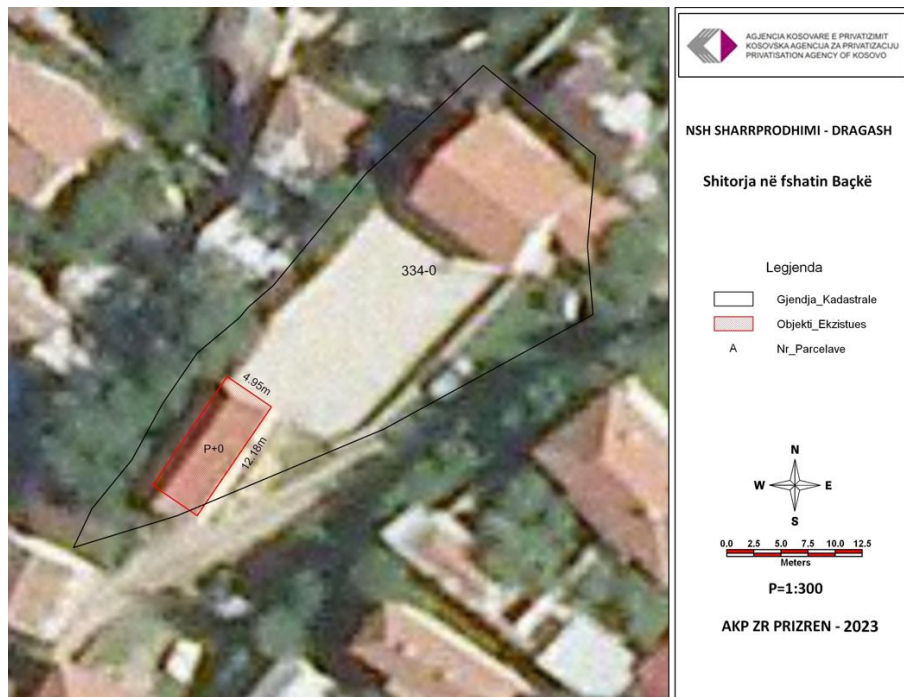 334-0
4.95m
P+0
12.18m
AGJENCIA KOSOVARE E PRIVATIZIMIT
KOSOVSKA AGENCIJA ZA PRIVATIZACIJU
PRIVATISATION AGENCY OF KOSOVO
NSH SHARRPRODHIMI - DRAGASH
Shitorja në fshatin Baçkë
Legjenda
Gjendja_Kadastrale
Objekti_Ekzistues
A Nr_Parcelave
N
W E
S
0.0 2.5 5.0 7.5 10.0 12.5
Meters
P=1:300
AKP ZR PRIZREN - 2023